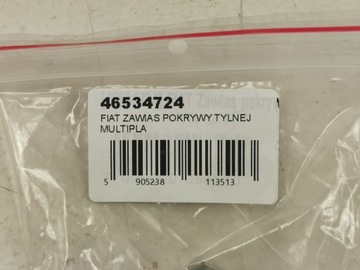 46534724
FIAT ZAWIAS POKRYWY TYLNEJ
MULTIPLA
5 905238 113513